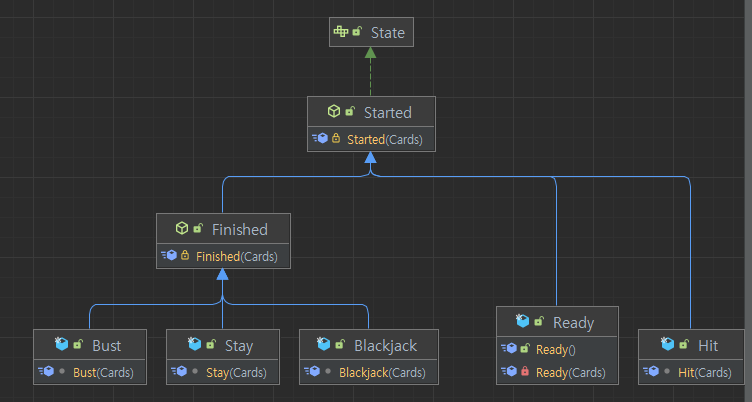 State
Started
Started(Cards)
Finished
Finished(Cards)
Bust
Bust(Cards)
Stay
Stay(Cards)
Blackjack
Blackjack(Cards)
Ready
Ready()
Ready(Cards)
Hit
Hit(Cards)